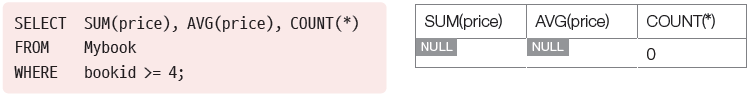 SELECT SUM(price), AVG(price), COUNT(*)
FROM Mybook
WHERE bookid >= 4;
SUM(price) AVG(price) COUNT(*)
NULL NULL 0